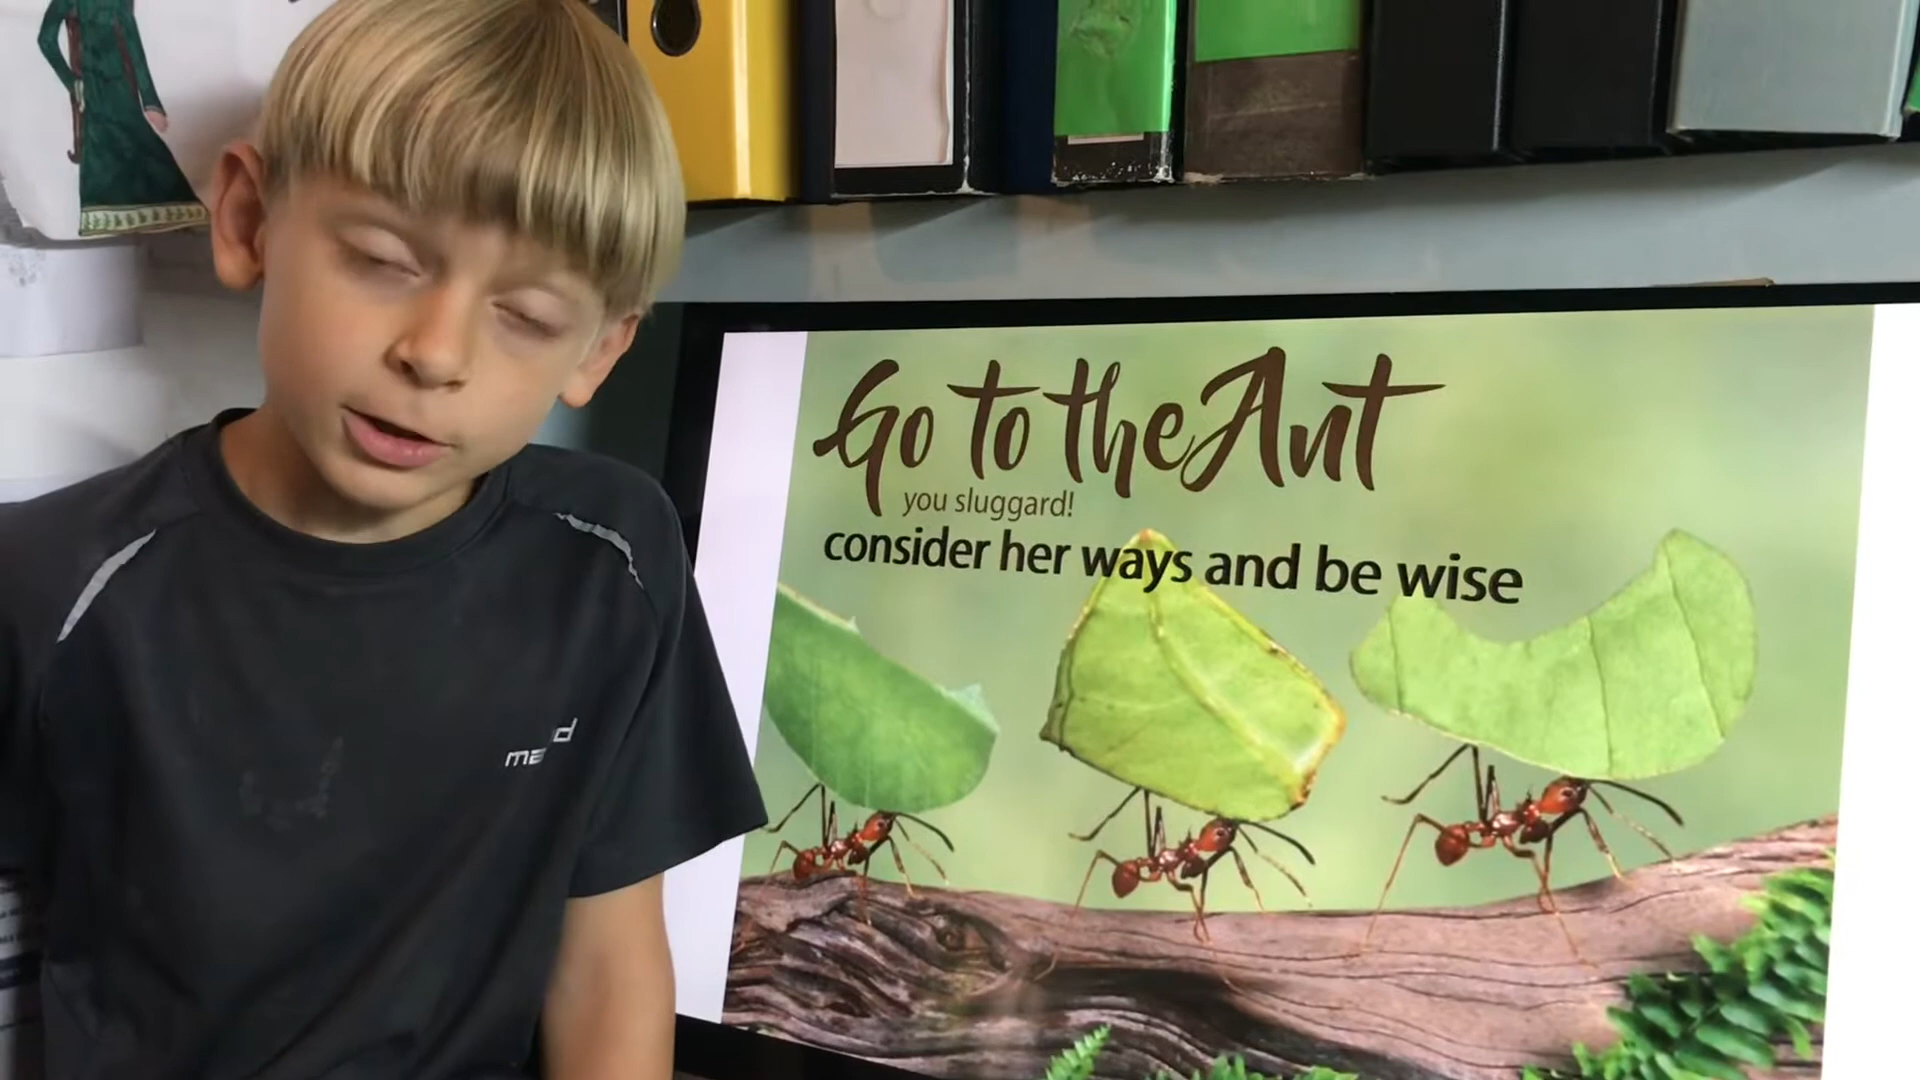 Go to the Ant
you sluggard!
consider her ways and be wise